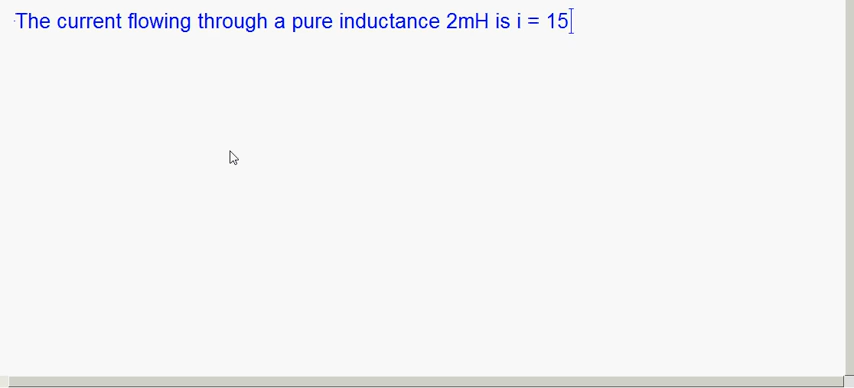 The current flowing through a pure inductance 2mH is i = 15